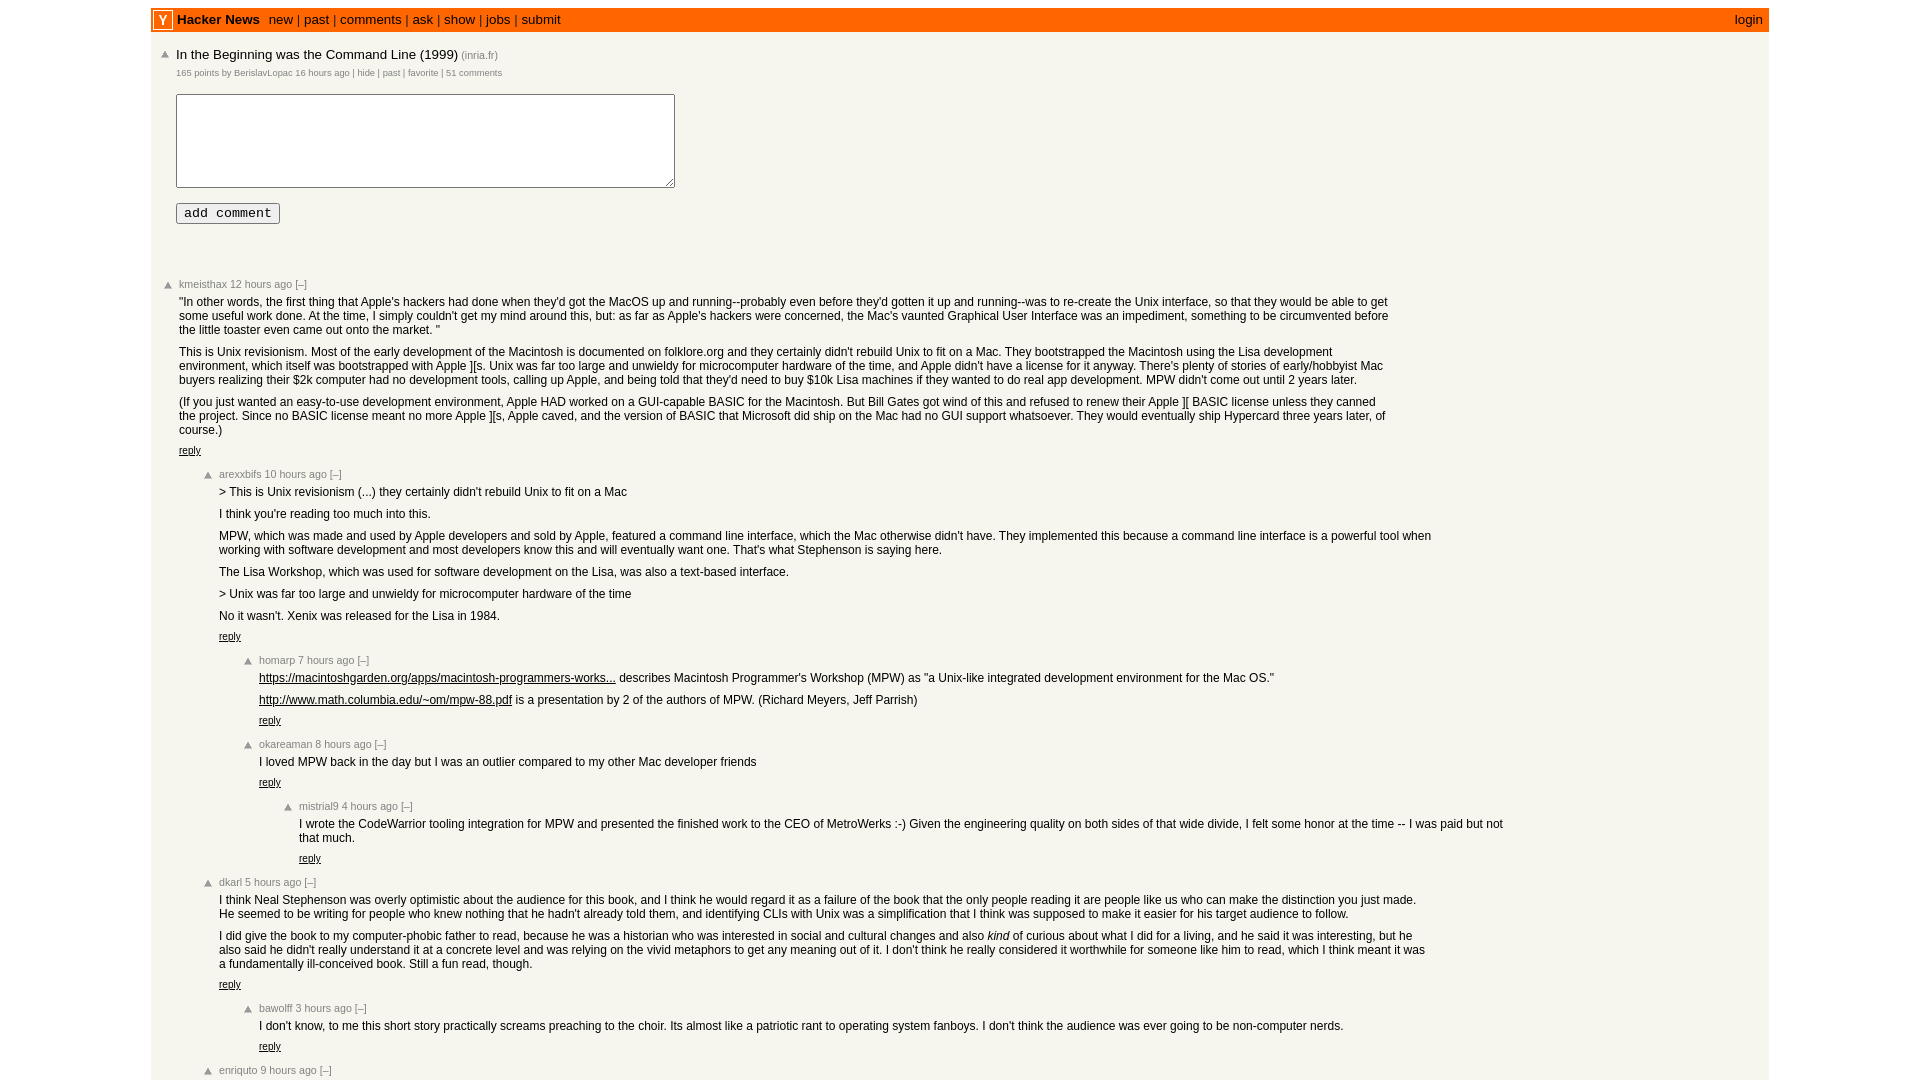 Y Hacker News new | past | comments | ask | show | jobs | submit login
In the Beginning was the Command Line (1999) (inria.fr)
165 points by BerislavLopac 16 hours ago | hide | past | favorite | 51 comments
add comment
kmeisthax 12 hours ago [–]
"In other words, the first thing that Apple's hackers had done when they'd got the MacOS up and running--probably even before they'd gotten it up and running--was to re-create the Unix interface, so that they would be able to get
some useful work done. At the time, I simply couldn't get my mind around this, but: as far as Apple's hackers were concerned, the Mac's vaunted Graphical User Interface was an impediment, something to be circumvented before
the little toaster even came out onto the market. "
This is Unix revisionism. Most of the early development of the Macintosh is documented on folklore.org and they certainly didn't rebuild Unix to fit on a Mac. They bootstrapped the Macintosh using the Lisa development
environment, which itself was bootstrapped with Apple ][s. Unix was far too large and unwieldy for microcomputer hardware of the time, and Apple didn't have a license for it anyway. There's plenty of stories of early/hobbyist Mac
buyers realizing their $2k computer had no development tools, calling up Apple, and being told that they'd need to buy $10k Lisa machines if they wanted to do real app development. MPW didn't come out until 2 years later.
(If you just wanted an easy-to-use development environment, Apple HAD worked on a GUI-capable BASIC for the Macintosh. But Bill Gates got wind of this and refused to renew their Apple ][ BASIC license unless they canned
the project. Since no BASIC license meant no more Apple ][s, Apple caved, and the version of BASIC that Microsoft did ship on the Mac had no GUI support whatsoever. They would eventually ship Hypercard three years later, of
course.)
reply
arexxbifs 10 hours ago [–]
> This is Unix revisionism (...) they certainly didn't rebuild Unix to fit on a Mac
I think you're reading too much into this.
MPW, which was made and used by Apple developers and sold by Apple, featured a command line interface, which the Mac otherwise didn't have. They implemented this because a command line interface is a powerful tool when
working with software development and most developers know this and will eventually want one. That's what Stephenson is saying here.
The Lisa Workshop, which was used for software development on the Lisa, was also a text-based interface.
> Unix was far too large and unwieldy for microcomputer hardware of the time
No it wasn't. Xenix was released for the Lisa in 1984.
reply
homarp 7 hours ago [–]
https://macintoshgarden.org/apps/macintosh-programmers-works... describes Macintosh Programmer's Workshop (MPW) as "a Unix-like integrated development environment for the Mac OS."
http://www.math.columbia.edu/~om/mpw-88.pdf is a presentation by 2 of the authors of MPW. (Richard Meyers, Jeff Parrish)
reply
okareaman 8 hours ago [–]
I loved MPW back in the day but I was an outlier compared to my other Mac developer friends
reply
mistrial9 4 hours ago [–]
I wrote the CodeWarrior tooling integration for MPW and presented the finished work to the CEO of MetroWerks :-) Given the engineering quality on both sides of that wide divide, I felt some honor at the time -- I was paid but not
that much.
reply
dkarl 5 hours ago [–]
I think Neal Stephenson was overly optimistic about the audience for this book, and I think he would regard it as a failure of the book that the only people reading it are people like us who can make the distinction you just made.
He seemed to be writing for people who knew nothing that he hadn't already told them, and identifying CLIs with Unix was a simplification that I think was supposed to make it easier for his target audience to follow.
I did give the book to my computer-phobic father to read, because he was a historian who was interested in social and cultural changes and also kind of curious about what I did for a living, and he said it was interesting, but he
also said he didn't really understand it at a concrete level and was relying on the vivid metaphors to get any meaning out of it. I don't think he really considered it worthwhile for someone like him to read, which I think meant it was
a fundamentally ill-conceived book. Still a fun read, though.
reply
bawolff 3 hours ago [–]
I don't know, to me this short story practically screams preaching to the choir. Its almost like a patriotic rant to operating system fanboys. I don't think the audience was ever going to be non-computer nerds.
reply
enriquto 9 hours ago [–]